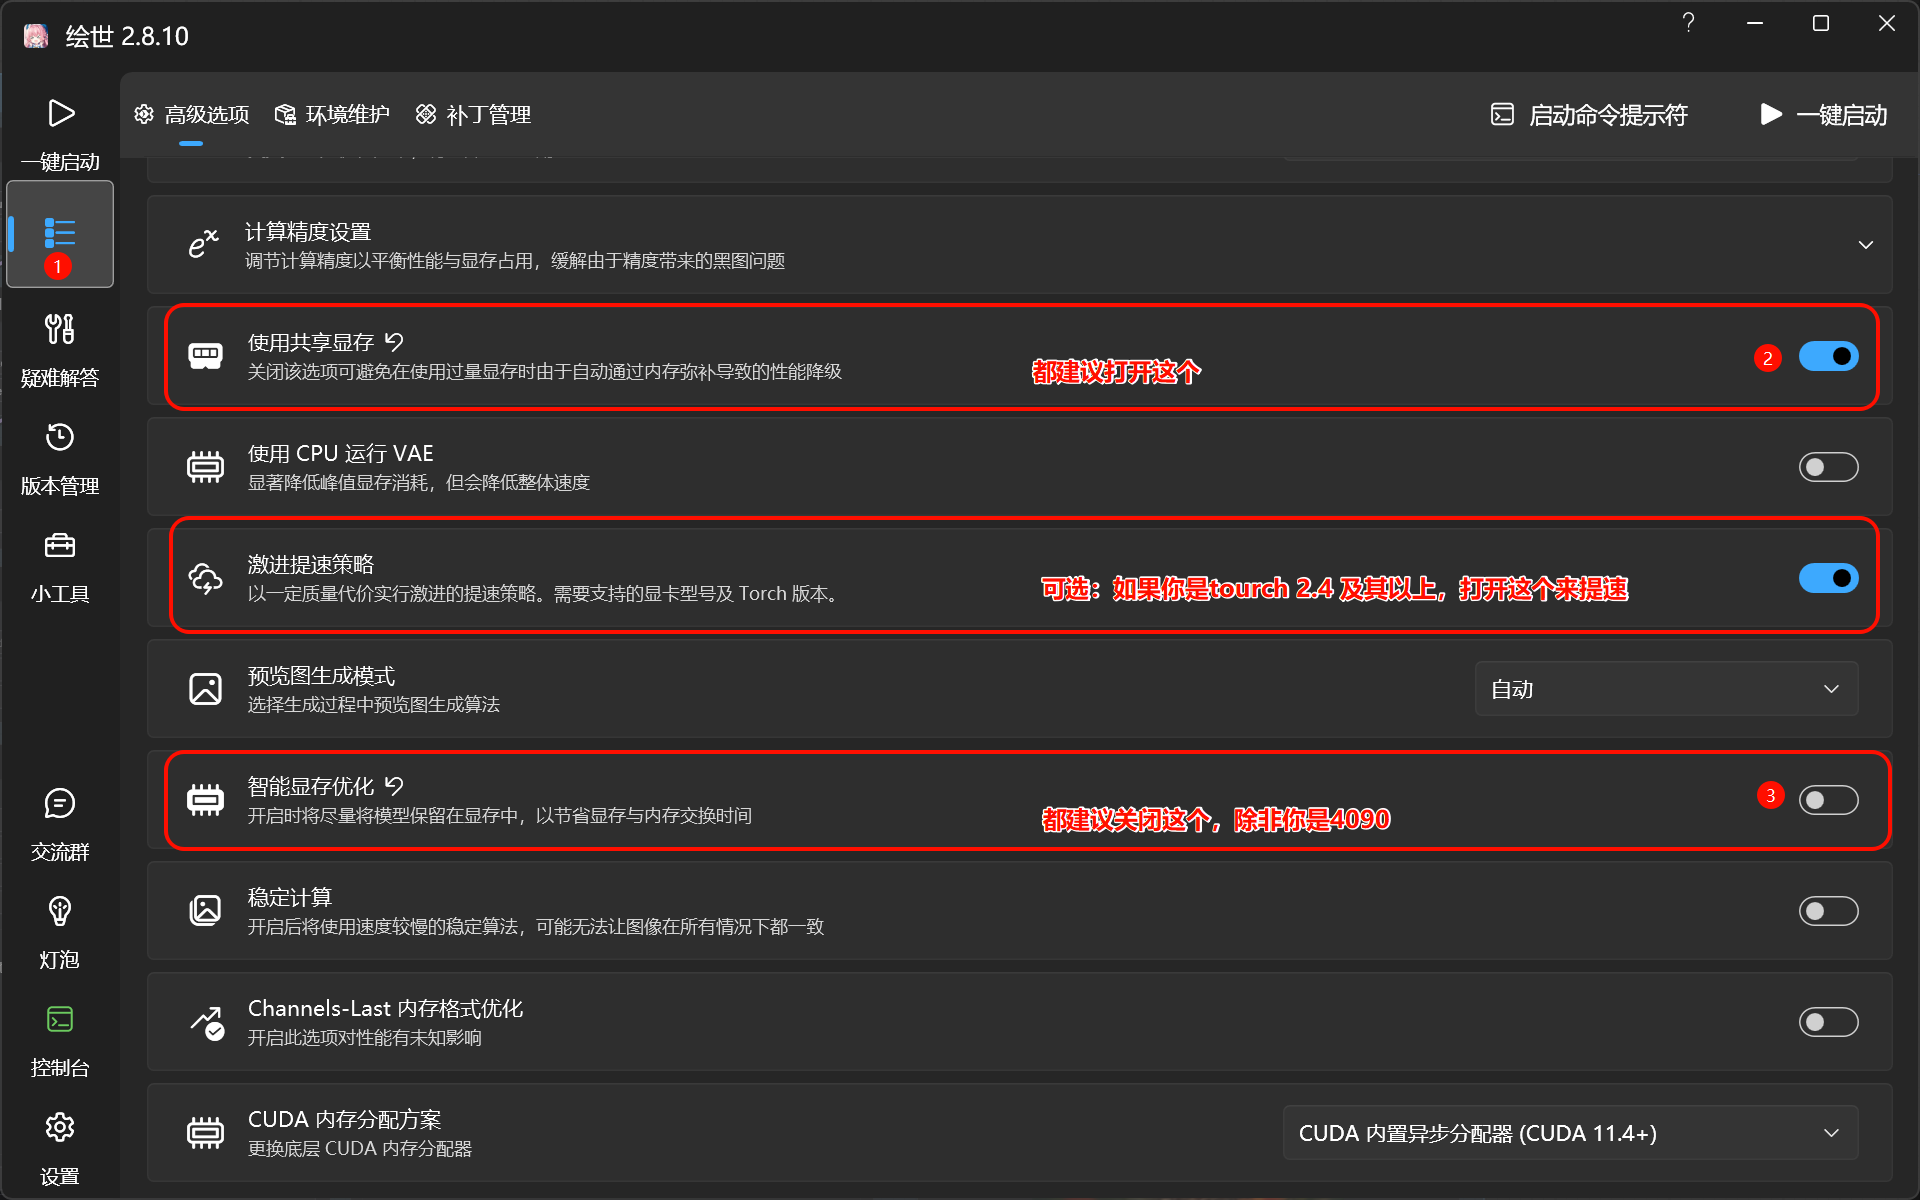 绘世 2.8.10
?
高级选项
环境维护
补丁管理
启动命令提示符
一键启动
一键启动
1
疑难解答
版本管理
小工具
交流群
灯泡
控制台
设置
计算精度设置
调节计算精度以平衡性能与显存占用，缓解由于精度带来的黑图问题
使用共享显存
关闭该选项可避免在使用过量显存时由于自动通过内存弥补导致的性能降级
都建议打开这个
2
使用 CPU 运行 VAE
显著降低峰值显存消耗，但会降低整体速度
激进提速策略
以一定质量代价实行激进的提速策略。需要支持的显卡型号及 Torch 版本。
可选：如果你是tourch 2.4 及其以上，打开这个来提速
预览图生成模式
选择生成过程中预览图生成算法
自动
智能显存优化
开启时将尽量将模型保留在显存中，以节省显存与内存交换时间
都建议关闭这个，除非你是4090
3
稳定计算
开启后将使用速度较慢的稳定算法，可能无法让图像在所有情况下都一致
Channels-Last 内存格式优化
开启此选项对性能有未知影响
CUDA 内存分配方案
更换底层 CUDA 内存分配器
CUDA 内置异步分配器 (CUDA 11.4+)